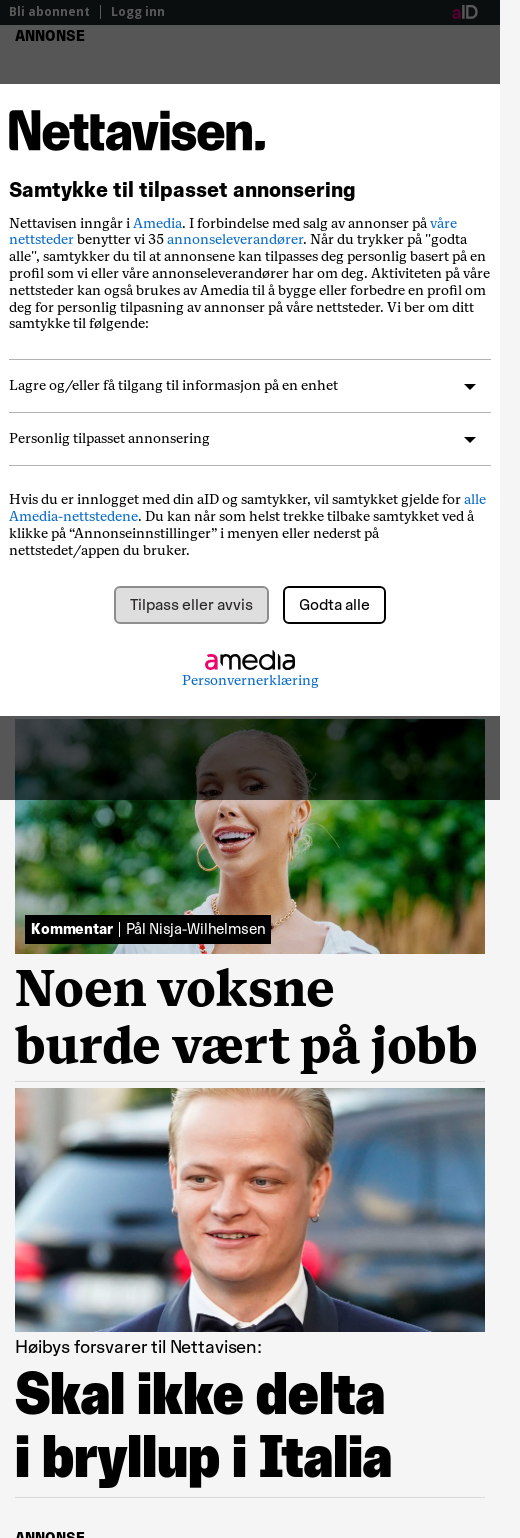 Bli abonnent | Logg inn
aID
ANNONSE
Nettavisen.
Samtykke til tilpasset annonsering
Nettavisen inngår i Amedia. I forbindelse med salg av annonser på våre
nettsteder benytter vi 35 annonseleverandører. Når du trykker på "godta
alle", samtykker du til at annonsene kan tilpasses deg personlig basert på en
profil som vi eller våre annonseleverandører har om deg. Aktiviteten på våre
nettsteder kan også brukes av Amedia til å bygge eller forbedre en profil om
deg for personlig tilpasning av annonser på våre nettsteder. Vi ber om ditt
samtykke til følgende:
Lagre og/eller få tilgang til informasjon på en enhet
Personlig tilpasset annonsering
Hvis du er innlogget med din aID og samtykker, vil samtykket gjelde for alle
Amedia-nettstedene. Du kan når som helst trekke tilbake samtykket ved å
klikke på “Annonseinnstillinger” i menyen eller nederst på
nettstedet/appen du bruker.
Tilpass eller avvis
Godta alle
amedia
Personvernerklæring
Kommentar | Pål Nisja-Wilhelmsen
Noen voksne
burde vært på jobb
Høibys forsvarer til Nettavisen:
Skal ikke delta
i bryllup i Italia
ANNONSE